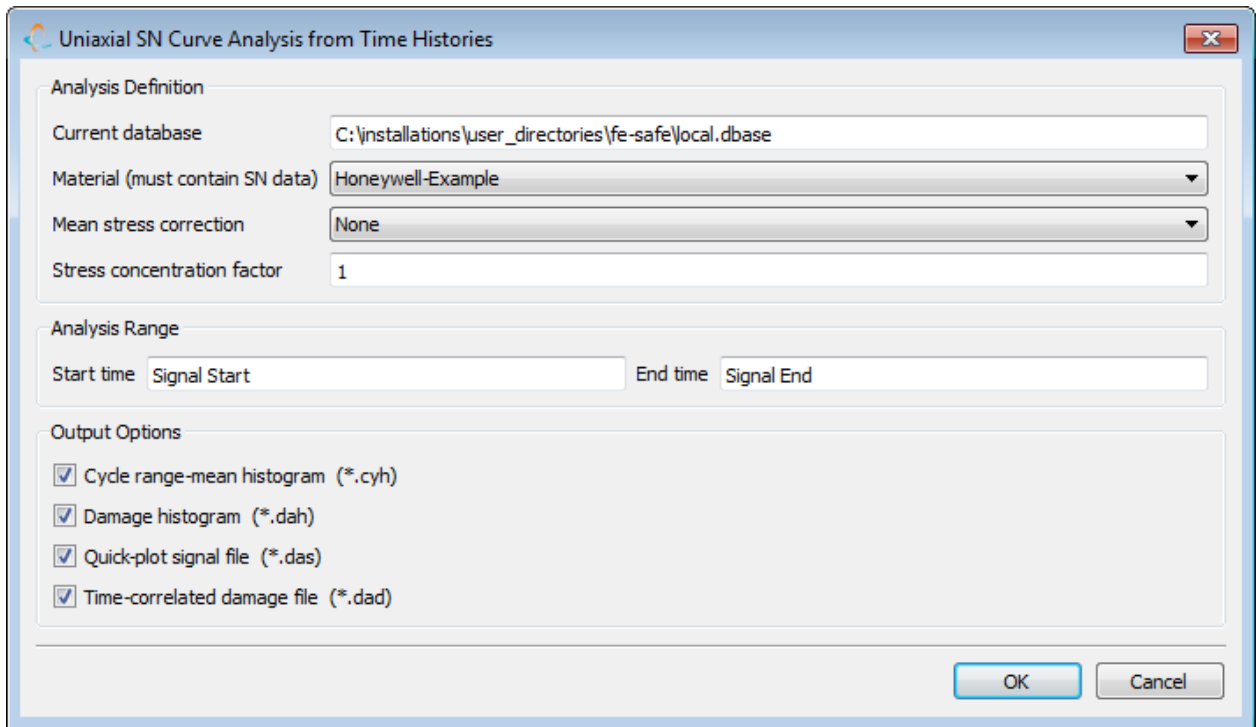 Uniaxial SN Curve Analysis from Time Histories
Analysis Definition
Current database C:\installations\user_directories\fe-safe\local.dbase
Material (must contain SN data) Honeywell-Example
Mean stress correction None
Stress concentration factor 1
Analysis Range
Start time Signal Start End time Signal End
Output Options
Cycle range-mean histogram (*.cyh)
Damage histogram (*.dah)
Quick-plot signal file (*.das)
Time-correlated damage file (*.dad)
OK Cancel